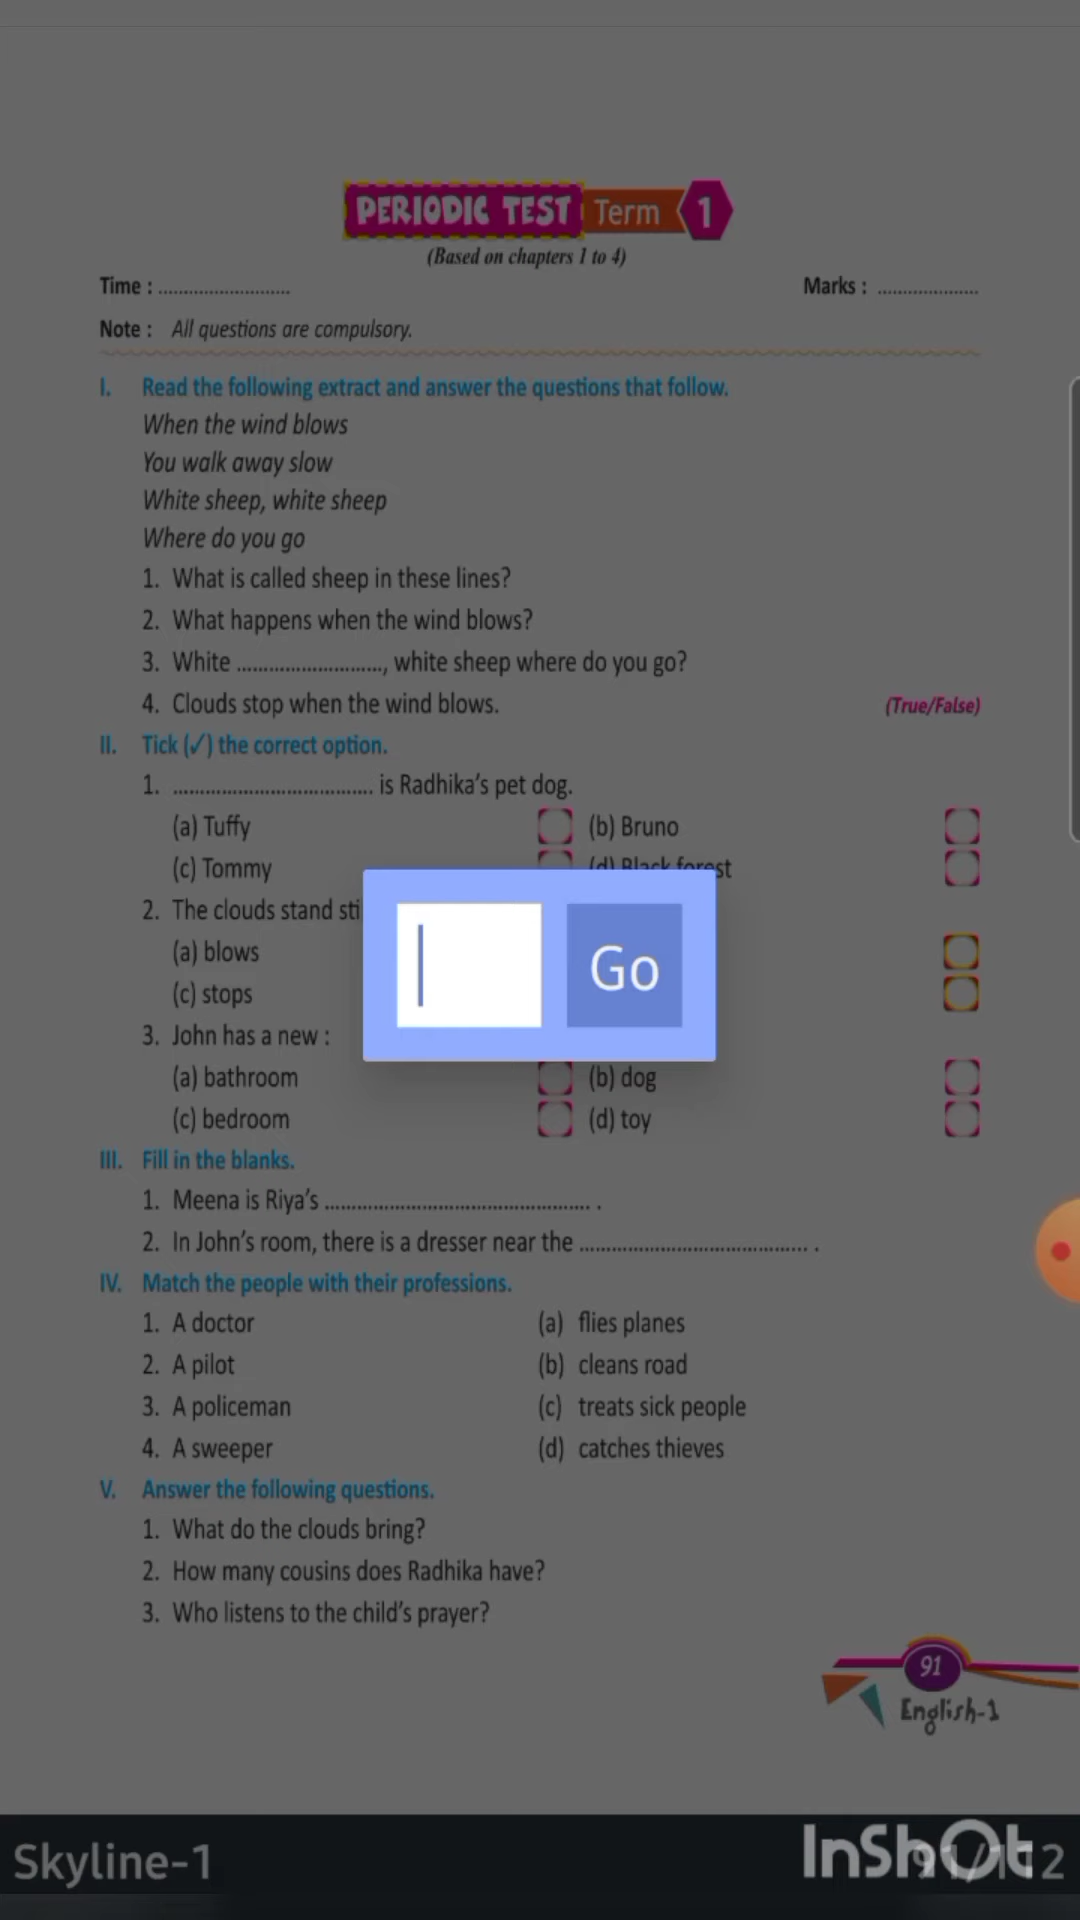 PERIODIC TEST Term 1
(Based on chapters 1 to 4)
Time : ......................... Marks : ...................
Note : All questions are compulsory.
I. Read the following extract and answer the questions that follow.
When the wind blows
You walk away slow
White sheep, white sheep
Where do you go
1. What is called sheep in these lines?
2. What happens when the wind blows?
3. White ..........................., white sheep where do you go?
4. Clouds stop when the wind blows. (True/False)
II. Tick (✓) the correct option.
1. ..................................... is Radhika's pet dog.
(a) Tuffy (b) Bruno
(c) Tommy (d) Black forest
2. The clouds stand sti
(a) blows
(c) stops
Go
3. John has a new :
(a) bathroom (b) dog
(c) bedroom (d) toy
III. Fill in the blanks.
1. Meena is Riya's ................................................. .
2. In John's room, there is a dresser near the .......................................... .
IV. Match the people with their professions.
1. A doctor (a) flies planes
2. A pilot (b) cleans road
3. A policeman (c) treats sick people
4. A sweeper (d) catches thieves
V. Answer the following questions.
1. What do the clouds bring?
2. How many cousins does Radhika have?
3. Who listens to the child's prayer?
91
English-1
Skyline-1 91/112
InShOt